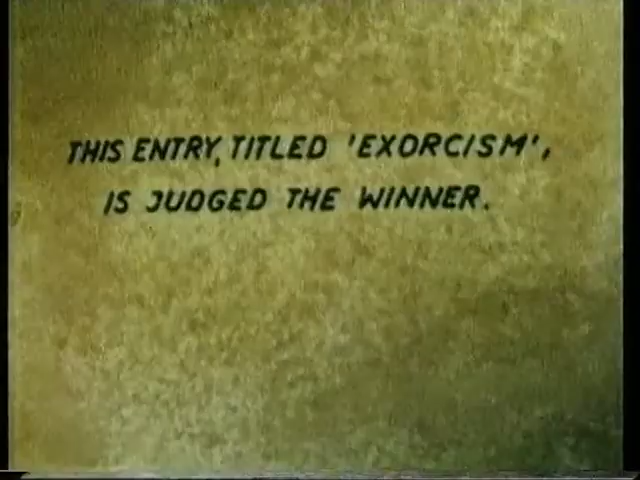 THIS ENTRY, TITLED 'EXORCISM',
IS JUDGED THE WINNER.